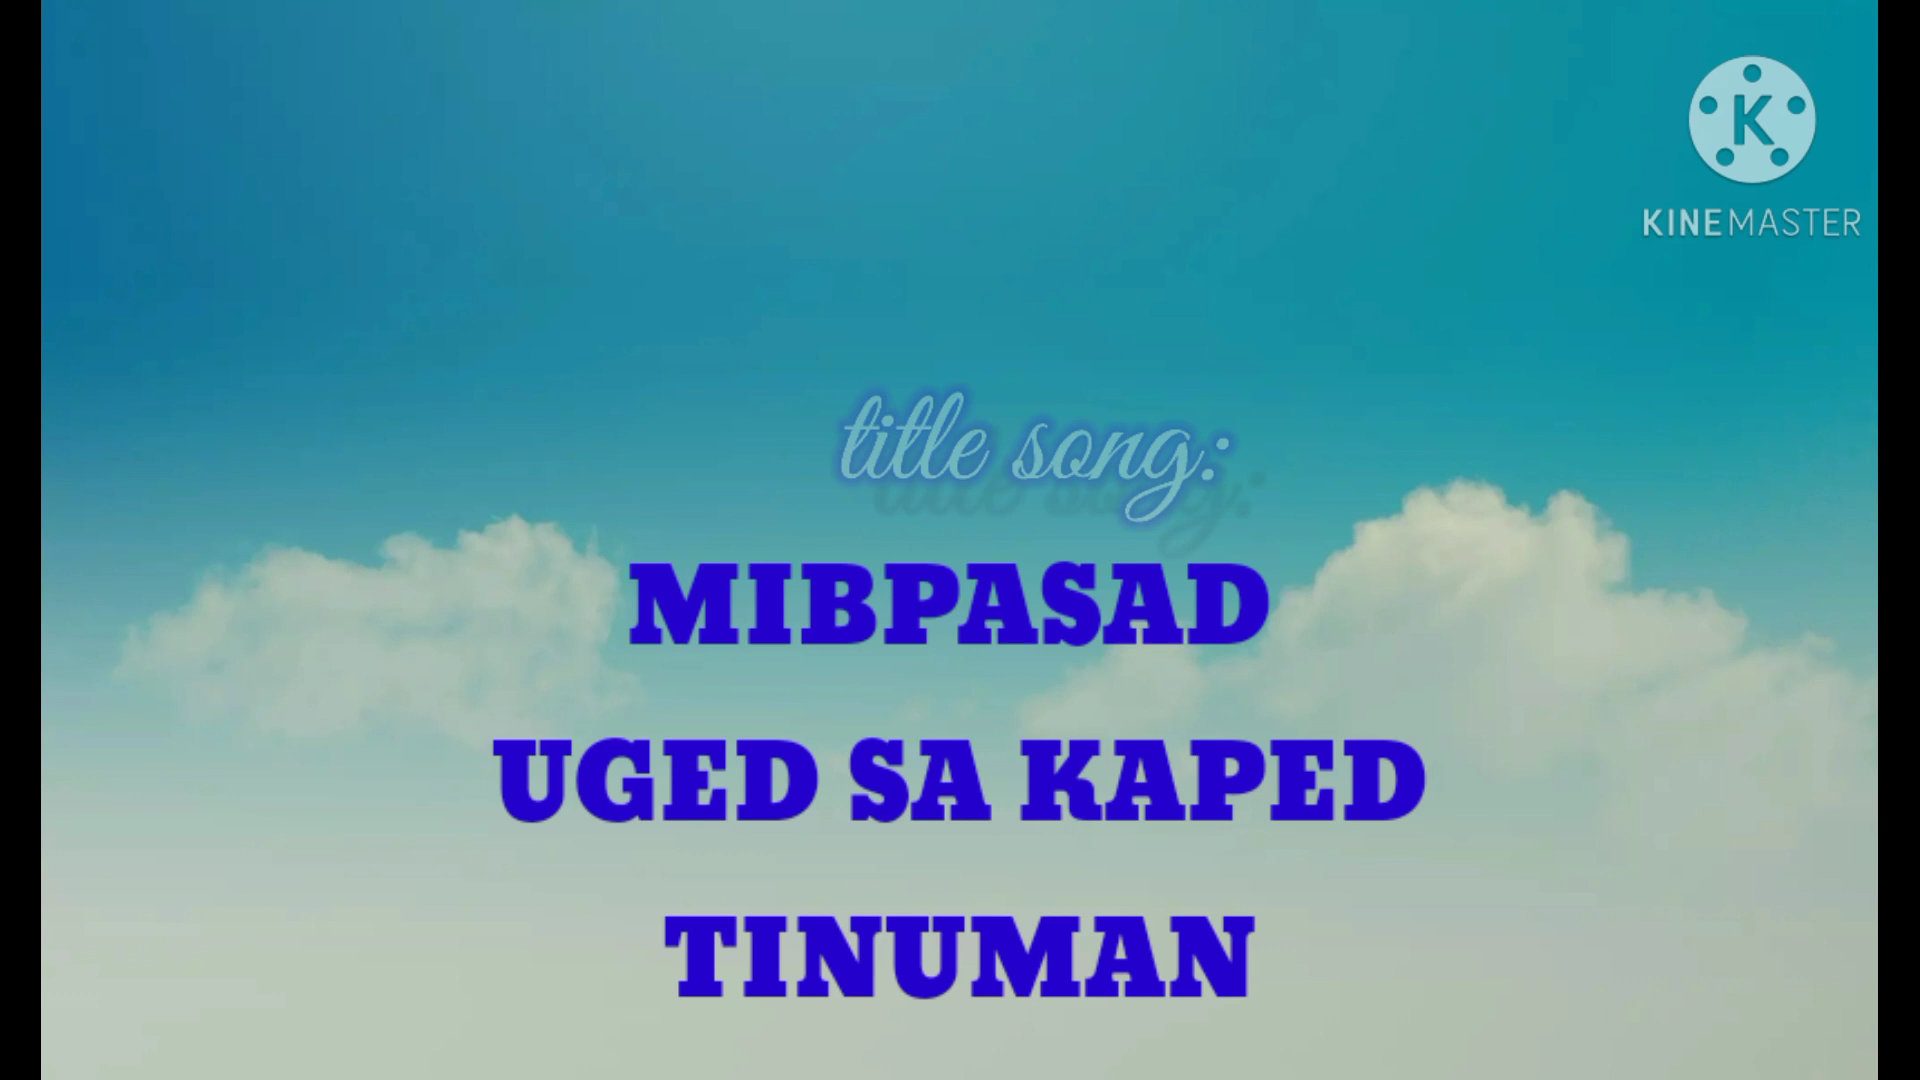 K
KINEMASTER
title song:
MIBPASAD
UGED SA KAPED
TINUMAN